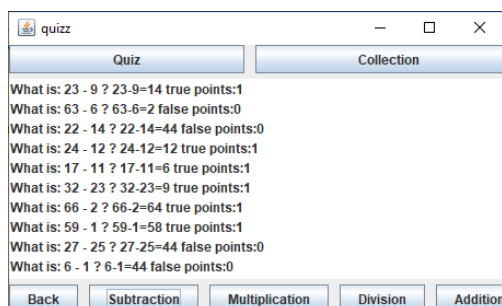 quizz
Quiz Collection
What is: 23 - 9 ? 23-9=14 true points:1
What is: 63 - 6 ? 63-6=2 false points:0
What is: 22 - 14 ? 22-14=44 false points:0
What is: 24 - 12 ? 24-12=12 true points:1
What is: 17 - 11 ? 17-11=6 true points:1
What is: 32 - 23 ? 32-23=9 true points:1
What is: 66 - 2 ? 66-2=64 true points:1
What is: 59 - 1 ? 59-1=58 true points:1
What is: 27 - 25 ? 27-25=44 false points:0
What is: 6 - 1 ? 6-1=44 false points:0
Back Subtraction Multiplication Division Addition